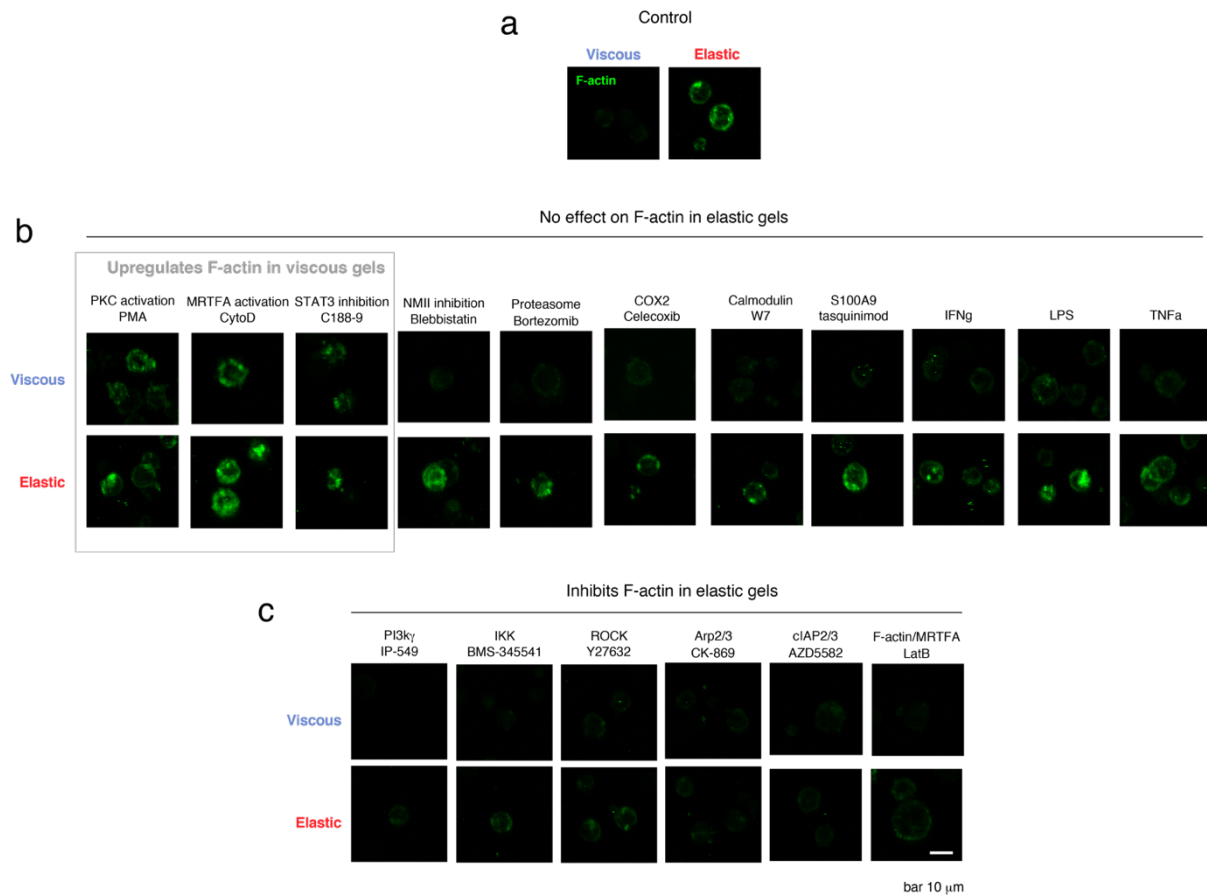 a
Control
Viscous
Elastic
F-actin
b
No effect on F-actin in elastic gels
Upregulates F-actin in viscous gels
PKC activation
PMA
MRTFA activation
CytoD
STAT3 inhibition
C188-9
NMII inhibition
Blebbistatin
Proteasome
Bortezomib
COX2
Celecoxib
Calmodulin
W7
S100A9
tasquinimod
IFNg
LPS
TNFa
Viscous
Elastic
c
Inhibits F-actin in elastic gels
PI3kγ
IP-549
IKK
BMS-345541
ROCK
Y27632
Arp2/3
CK-869
cIAP2/3
AZD5582
F-actin/MRTFA
LatB
Viscous
Elastic
bar 10 μm